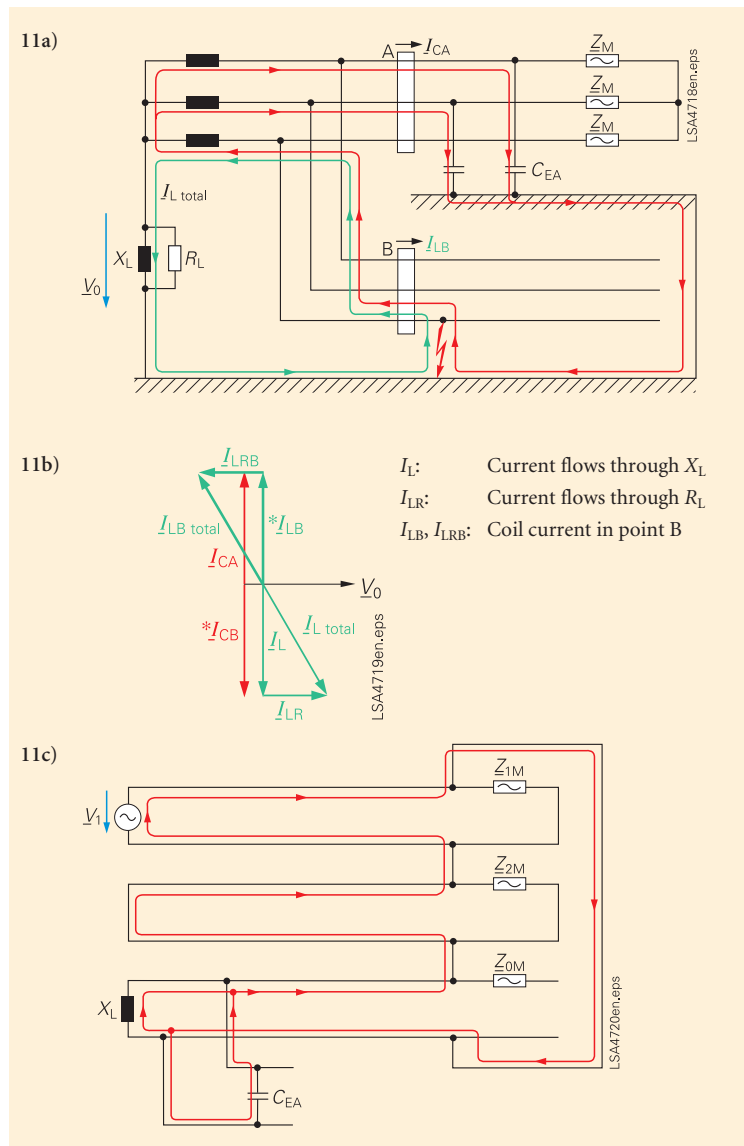 11a)
A I_CA
Z_M
Z_M
Z_M
C_EA
LSA4718en.eps
I_L total
X_L R_L
V_0
B I_LB
11b)
I_LRB
I_LB total
*I_LB
I_CA
V_0
*I_CB
I_L
I_L total
I_LR
LSA4719en.eps
I_L: Current flows through X_L
I_LR: Current flows through R_L
I_LB, I_LRB: Coil current in point B
11c)
Z_1M
V_1
Z_2M
Z_0M
X_L
C_EA
LSA4720en.eps